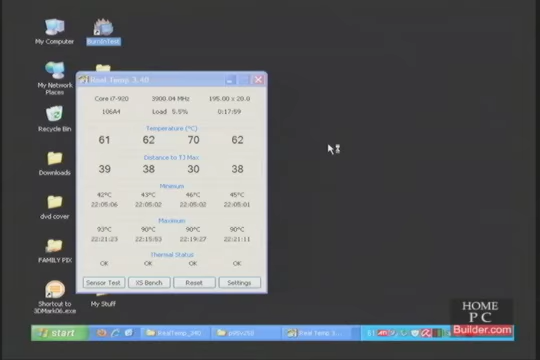 My Computer
BurnInTest
My Network
Places
Recycle Bin
Downloads
dvd cover
FAMILY PIX
Shortcut to
3DMark06.exe
My Stuff
Real Temp 3.40
Core i7-920 3900.04 MHz 195.00 x 20.0
106A4 Load 5.5% 0:17:59
Temperature (°C)
61 62 70 62
Distance to TJ Max
39 38 30 38
Minimum
42°C 43°C 46°C 45°C
22:05:06 22:05:02 22:05:02 22:05:01
Maximum
93°C 90°C 90°C 90°C
22:21:23 22:15:53 22:19:27 22:21:11
Thermal Status
OK OK OK OK
Sensor Test XS Bench Reset Settings
start
Real Temp 3...
HOME
PC
Builder.com